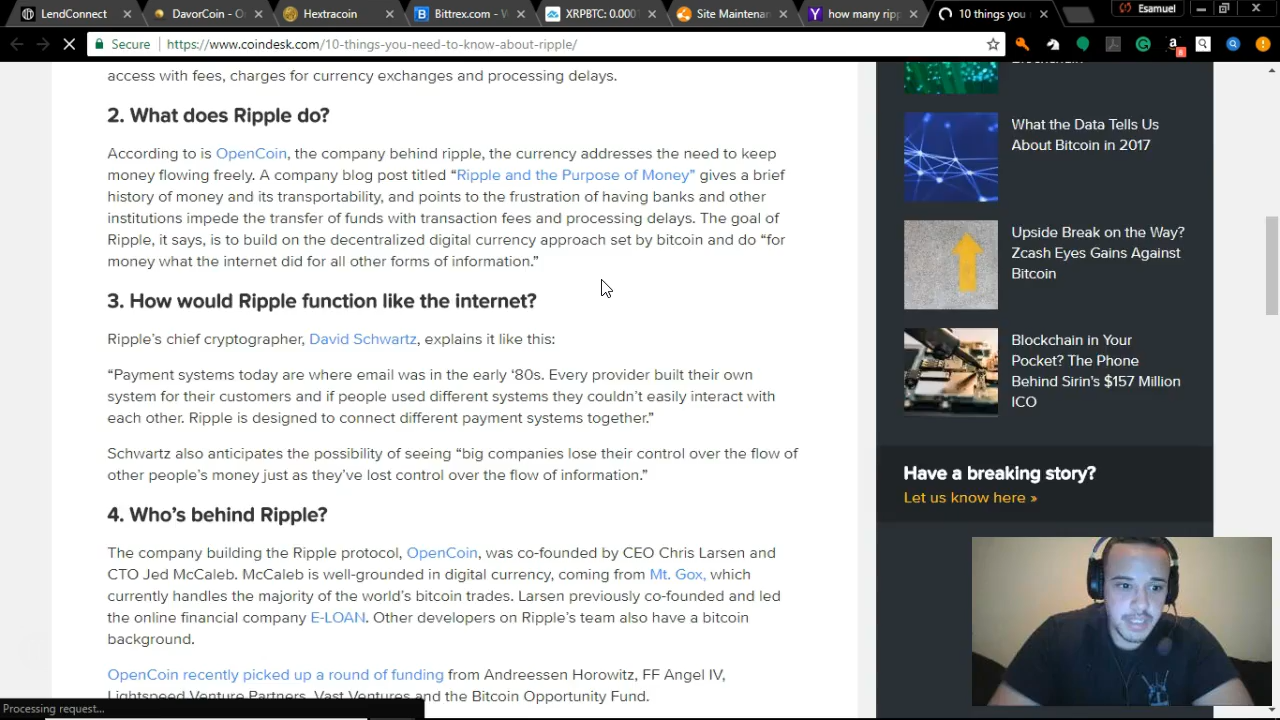 LendConnect
DavorCoin - O
Hextracoin
Bittrex.com - W
XRPBTC: 0.000
Site Maintenan
how many ripp
10 things you
Esamuel
Secure
https://www.coindesk.com/10-things-you-need-to-know-about-ripple/
access with fees, charges for currency exchanges and processing delays.
2. What does Ripple do?
According to is OpenCoin, the company behind ripple, the currency addresses the need to keep
money flowing freely. A company blog post titled “Ripple and the Purpose of Money” gives a brief
history of money and its transportability, and points to the frustration of having banks and other
institutions impede the transfer of funds with transaction fees and processing delays. The goal of
Ripple, it says, is to build on the decentralized digital currency approach set by bitcoin and do “for
money what the internet did for all other forms of information.”
3. How would Ripple function like the internet?
Ripple’s chief cryptographer, David Schwartz, explains it like this:
“Payment systems today are where email was in the early ‘80s. Every provider built their own
system for their customers and if people used different systems they couldn’t easily interact with
each other. Ripple is designed to connect different payment systems together.”
Schwartz also anticipates the possibility of seeing “big companies lose their control over the flow of
other people’s money just as they’ve lost control over the flow of information.”
4. Who’s behind Ripple?
The company building the Ripple protocol, OpenCoin, was co-founded by CEO Chris Larsen and
CTO Jed McCaleb. McCaleb is well-grounded in digital currency, coming from Mt. Gox, which
currently handles the majority of the world’s bitcoin trades. Larsen previously co-founded and led
the online financial company E-LOAN. Other developers on Ripple’s team also have a bitcoin
background.
OpenCoin recently picked up a round of funding from Andreessen Horowitz, FF Angel IV,
Lightspeed Venture Partners, Vast Ventures and the Bitcoin Opportunity Fund.
Processing request...
What the Data Tells Us
About Bitcoin in 2017
Upside Break on the Way?
Zcash Eyes Gains Against
Bitcoin
Blockchain in Your
Pocket? The Phone
Behind Sirin's $157 Million
ICO
Have a breaking story?
Let us know here »